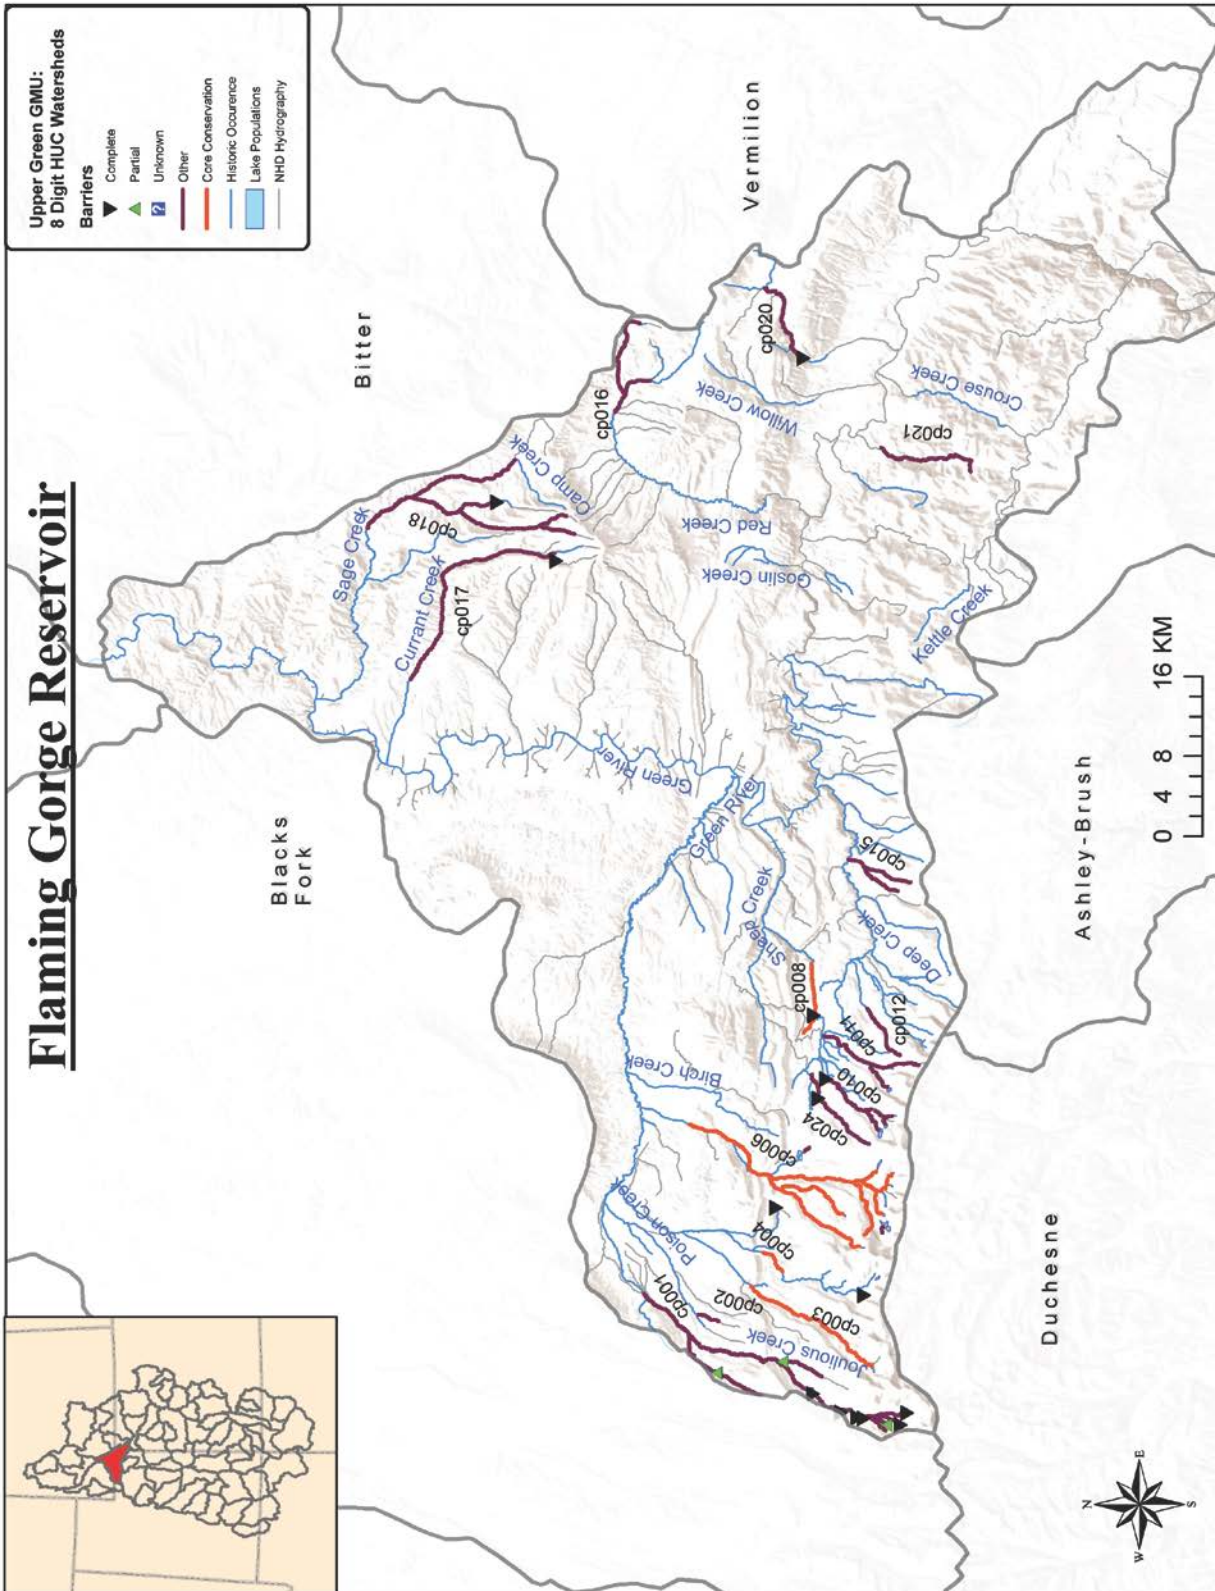 Flaming Gorge Reservoir
Upper Green GMU:
8 Digit HUC Watersheds
Barriers
Complete
Partial
?
Unknown
Other
Core Conservation
Historic Occurence
Lake Populations
NHD Hydrography
Bitter
Vermilion
Blacks
Fork
Ashley-Brush
Duchesne
Sage Creek
cp018
Camp Creek
Currant Creek
cp017
cp016
Willow Creek
cp020
Crouse Creek
cp021
Red Creek
Goslin Creek
Kettle Creek
Green River
Green River
Sheep Creek
cp015
Deep Creek
cp008
cp012
cp011
cp010
cp024
Birch Creek
cp006
Poison Creek
cp004
cp001
cp002
cp003
Joulious Creek
0 4 8 16 KM
N
W
E
S